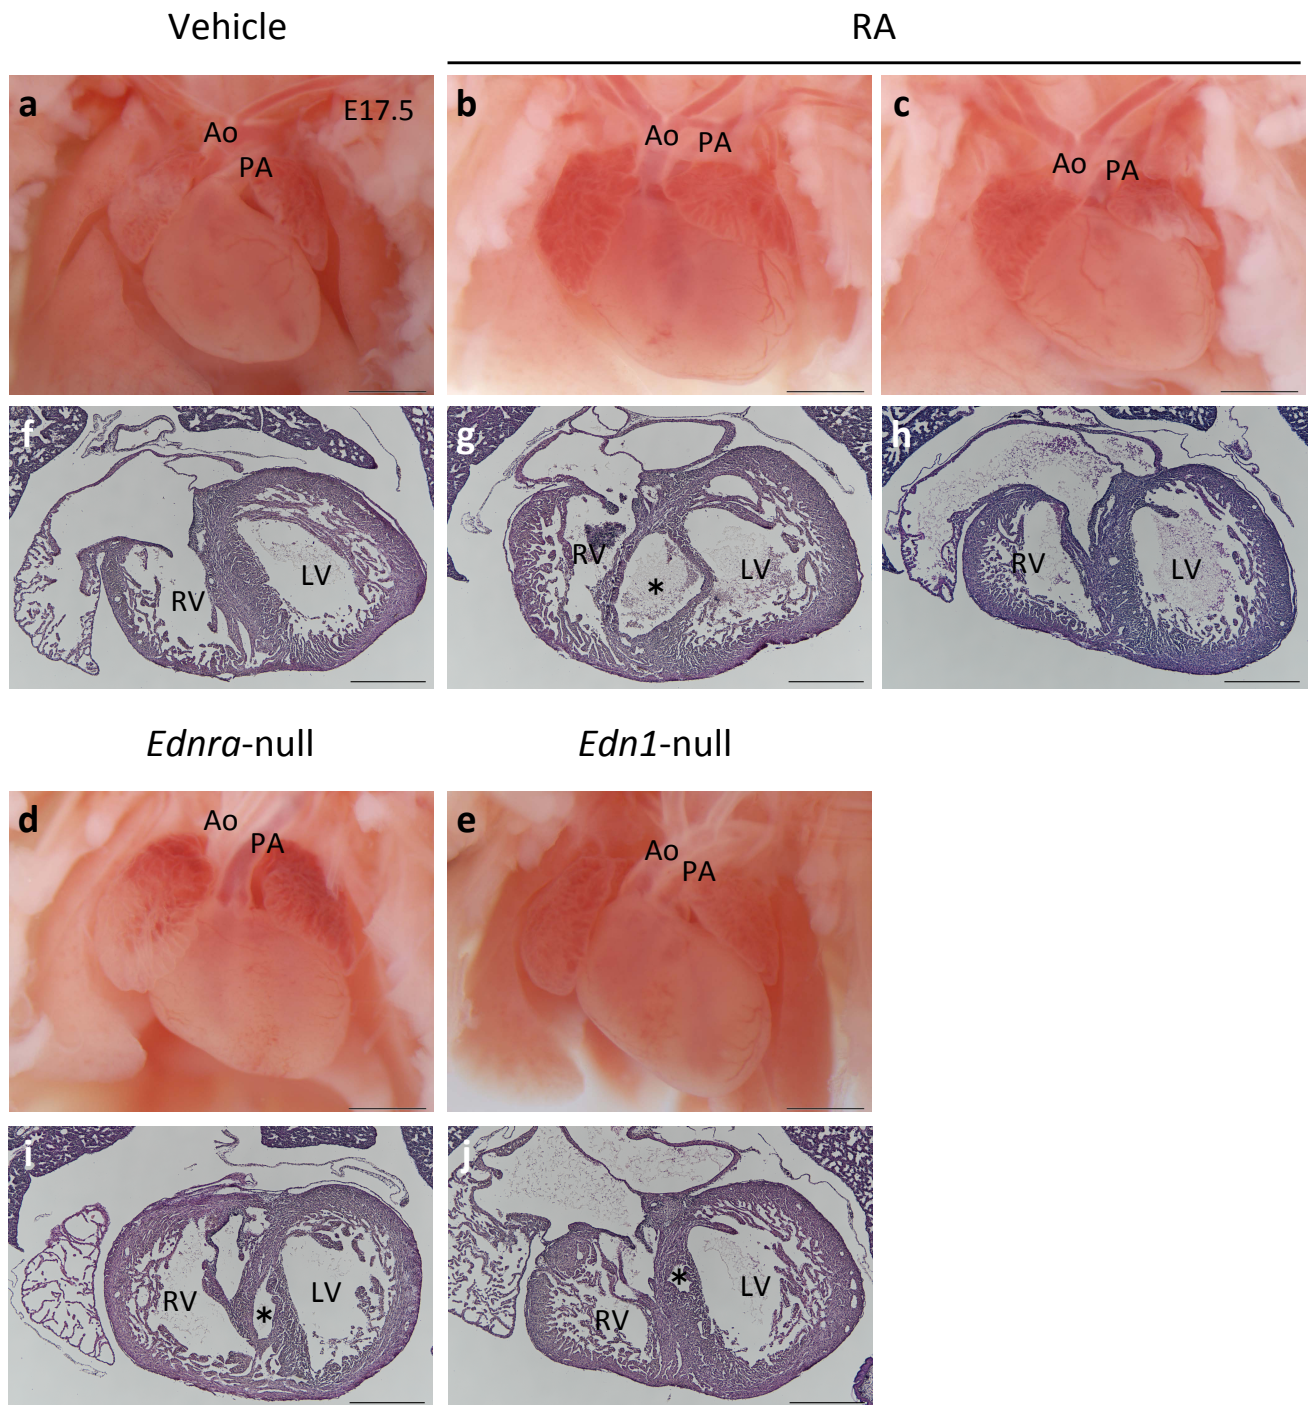 Vehicle
RA
a
E17.5
Ao
PA
b
Ao
PA
c
Ao
PA
f
RV
LV
g
RV
*
LV
h
RV
LV
Ednra-null
Edn1-null
d
Ao
PA
e
Ao
PA
i
RV
*
LV
j
*
RV
LV